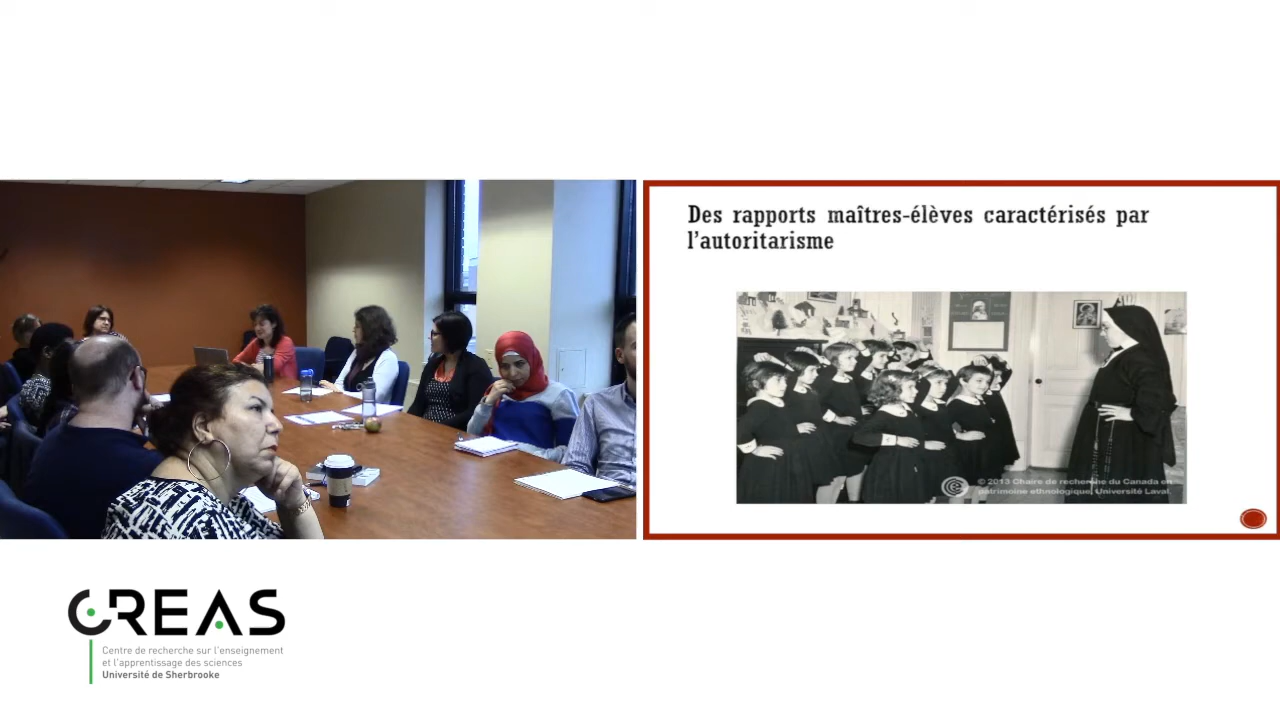 Des rapports maîtres-élèves caractérisés par
l'autoritarisme
© 2013 Chaire de recherche du Canada en
patrimoine ethnologique, Université Laval.
CREAS
Centre de recherche sur l'enseignement
et l'apprentissage des sciences
Université de Sherbrooke